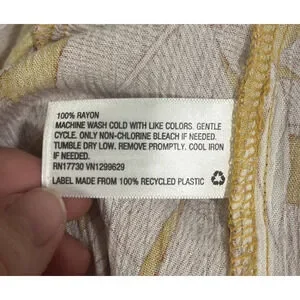 100% RAYON
MACHINE WASH COLD WITH LIKE COLORS. GENTLE
CYCLE. ONLY NON-CHLORINE BLEACH IF NEEDED.
TUMBLE DRY LOW. REMOVE PROMPTLY. COOL IRON
IF NEEDED.
RN17730 VN1299629
LABEL MADE FROM 100% RECYCLED PLASTIC